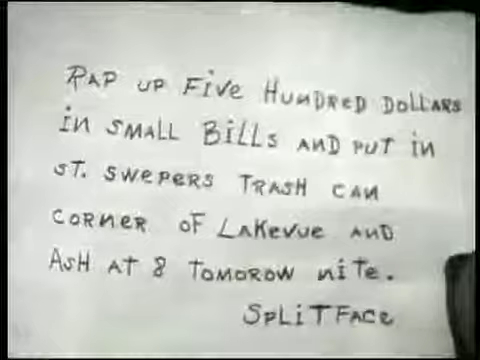 RAP UP FiVe HUNDRED DOLLARS
iN SMALL BiLLS AND PUT iN
ST. SWEPERS TRASH CAN
CORNER OF LAKEVUE AND
ASH AT 8 TOMOROW NiTe.
SPLiTFACe